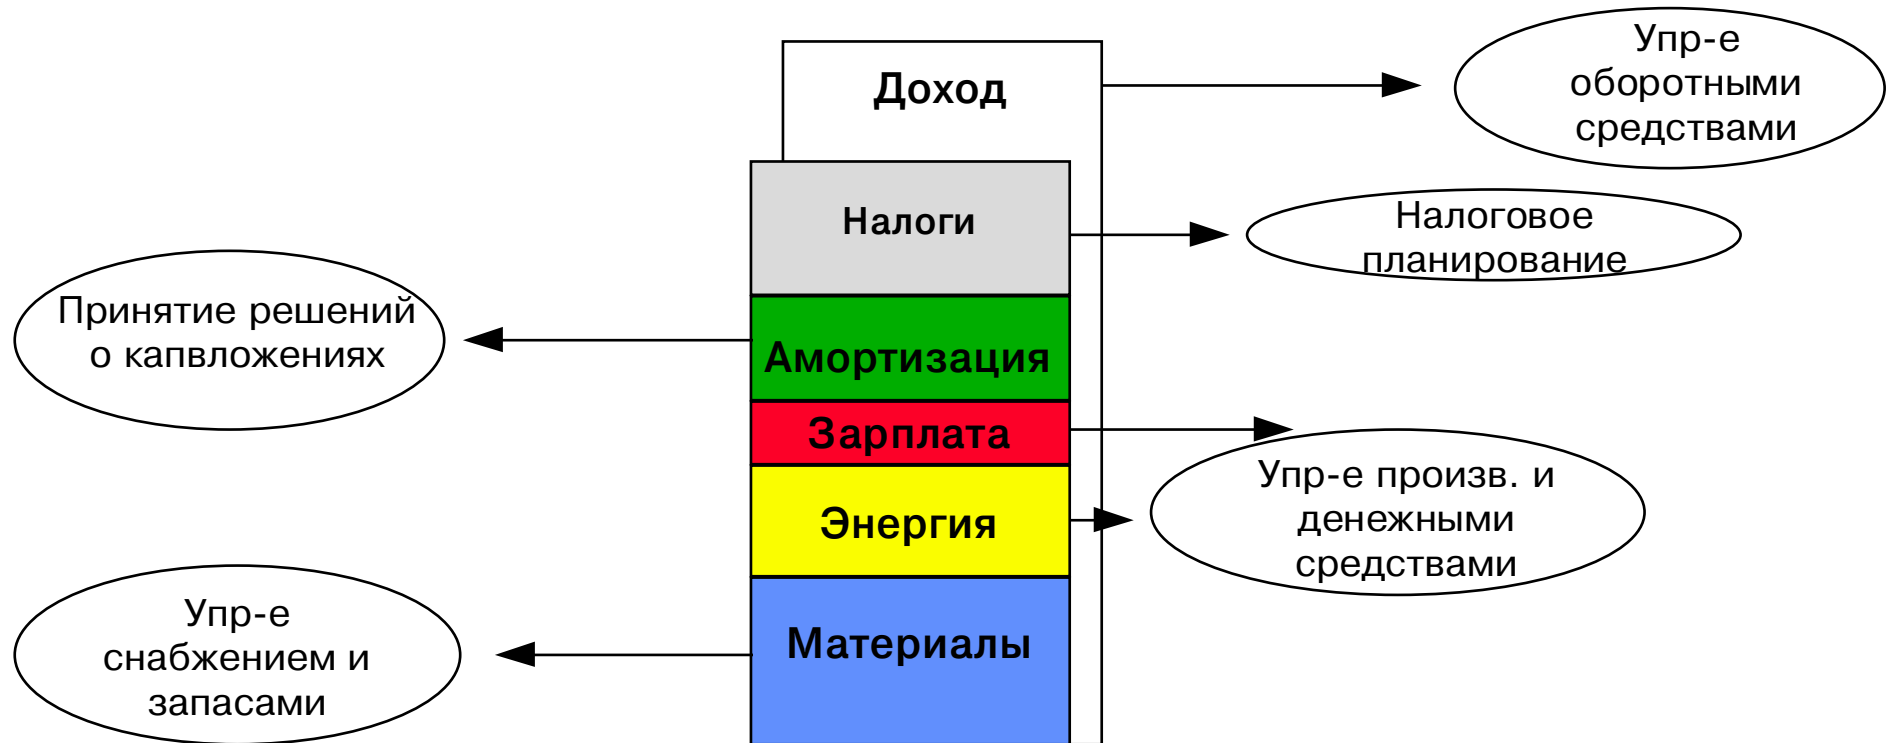 Доход
Упр-е
оборотными
средствами
Налоги
Налоговое
планирование
Принятие решений
о капвложениях
Амортизация
Зарплата
Энергия
Упр-е произв. и
денежными
средствами
Упр-е
снабжением и
запасами
Материалы